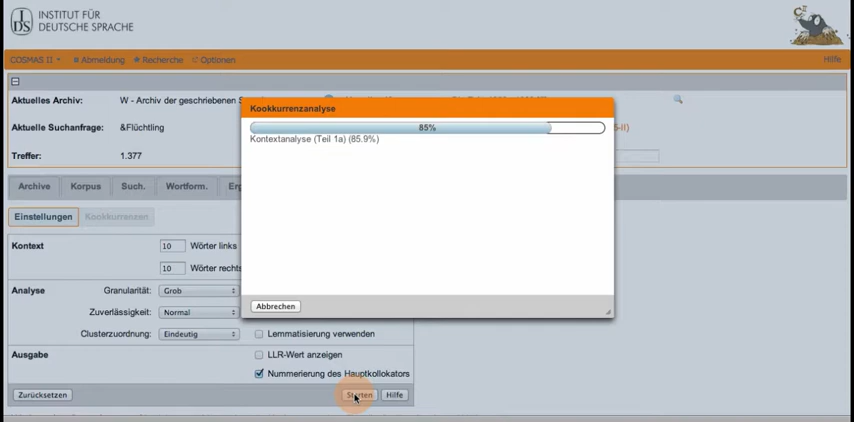 INSTITUT FÜR
DEUTSCHE SPRACHE
COSMAS II Abmeldung Recherche Optionen Hilfe
Aktuelles Archiv: W - Archiv der geschriebenen
Aktuelle Suchanfrage: &Flüchtling
Treffer: 1.377
Archive Korpus Such. Wortform.
Kookkurrenzanalyse
85%
Kontextanalyse (Teil 1a) (85.9%)
Abbrechen
Einstellungen Kookkurrenzen
Kontext 10 Wörter links
10 Wörter rechts
Analyse Granularität: Grob
Zuverlässigkeit: Normal
Clusterzuordnung: Eindeutig Lemmatisierung verwenden
Ausgabe LLR-Wert anzeigen
Nummerierung des Hauptkollokators
Zurücksetzen Starten Hilfe